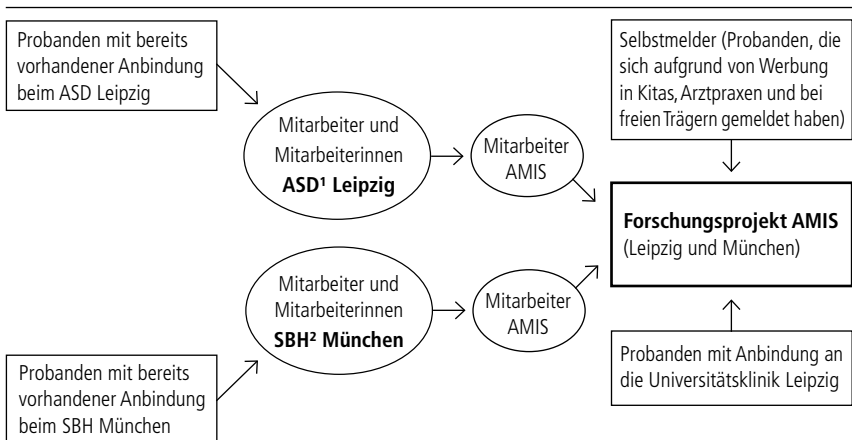 Probanden mit bereits
vorhandener Anbindung
beim ASD Leipzig
Mitarbeiter und
Mitarbeiterinnen
ASD¹ Leipzig
Mitarbeiter
AMIS
Selbstmelder (Probanden, die
sich aufgrund von Werbung
in Kitas, Arztpraxen und bei
freien Trägern gemeldet haben)
Forschungsprojekt AMIS
(Leipzig und München)
Mitarbeiter und
Mitarbeiterinnen
SBH² München
Mitarbeiter
AMIS
Probanden mit bereits
vorhandener Anbindung
beim SBH München
Probanden mit Anbindung an
die Universitätsklinik Leipzig